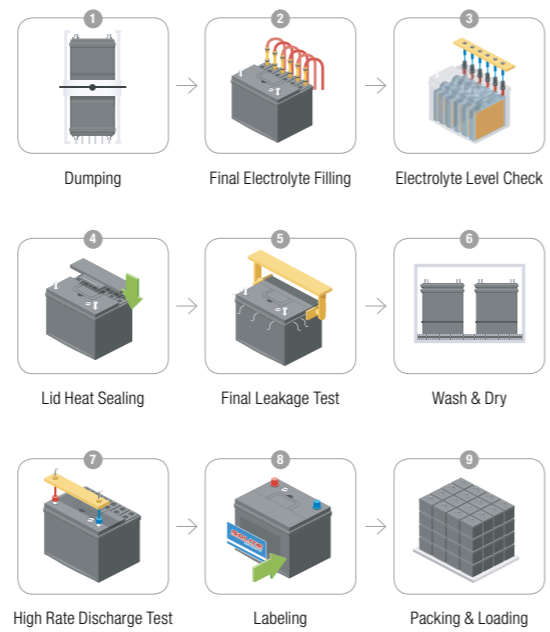 1
2
3
Dumping
Final Electrolyte Filling
Electrolyte Level Check
4
5
6
Lid Heat Sealing
Final Leakage Test
Wash & Dry
7
8
9
High Rate Discharge Test
Labeling
Packing & Loading